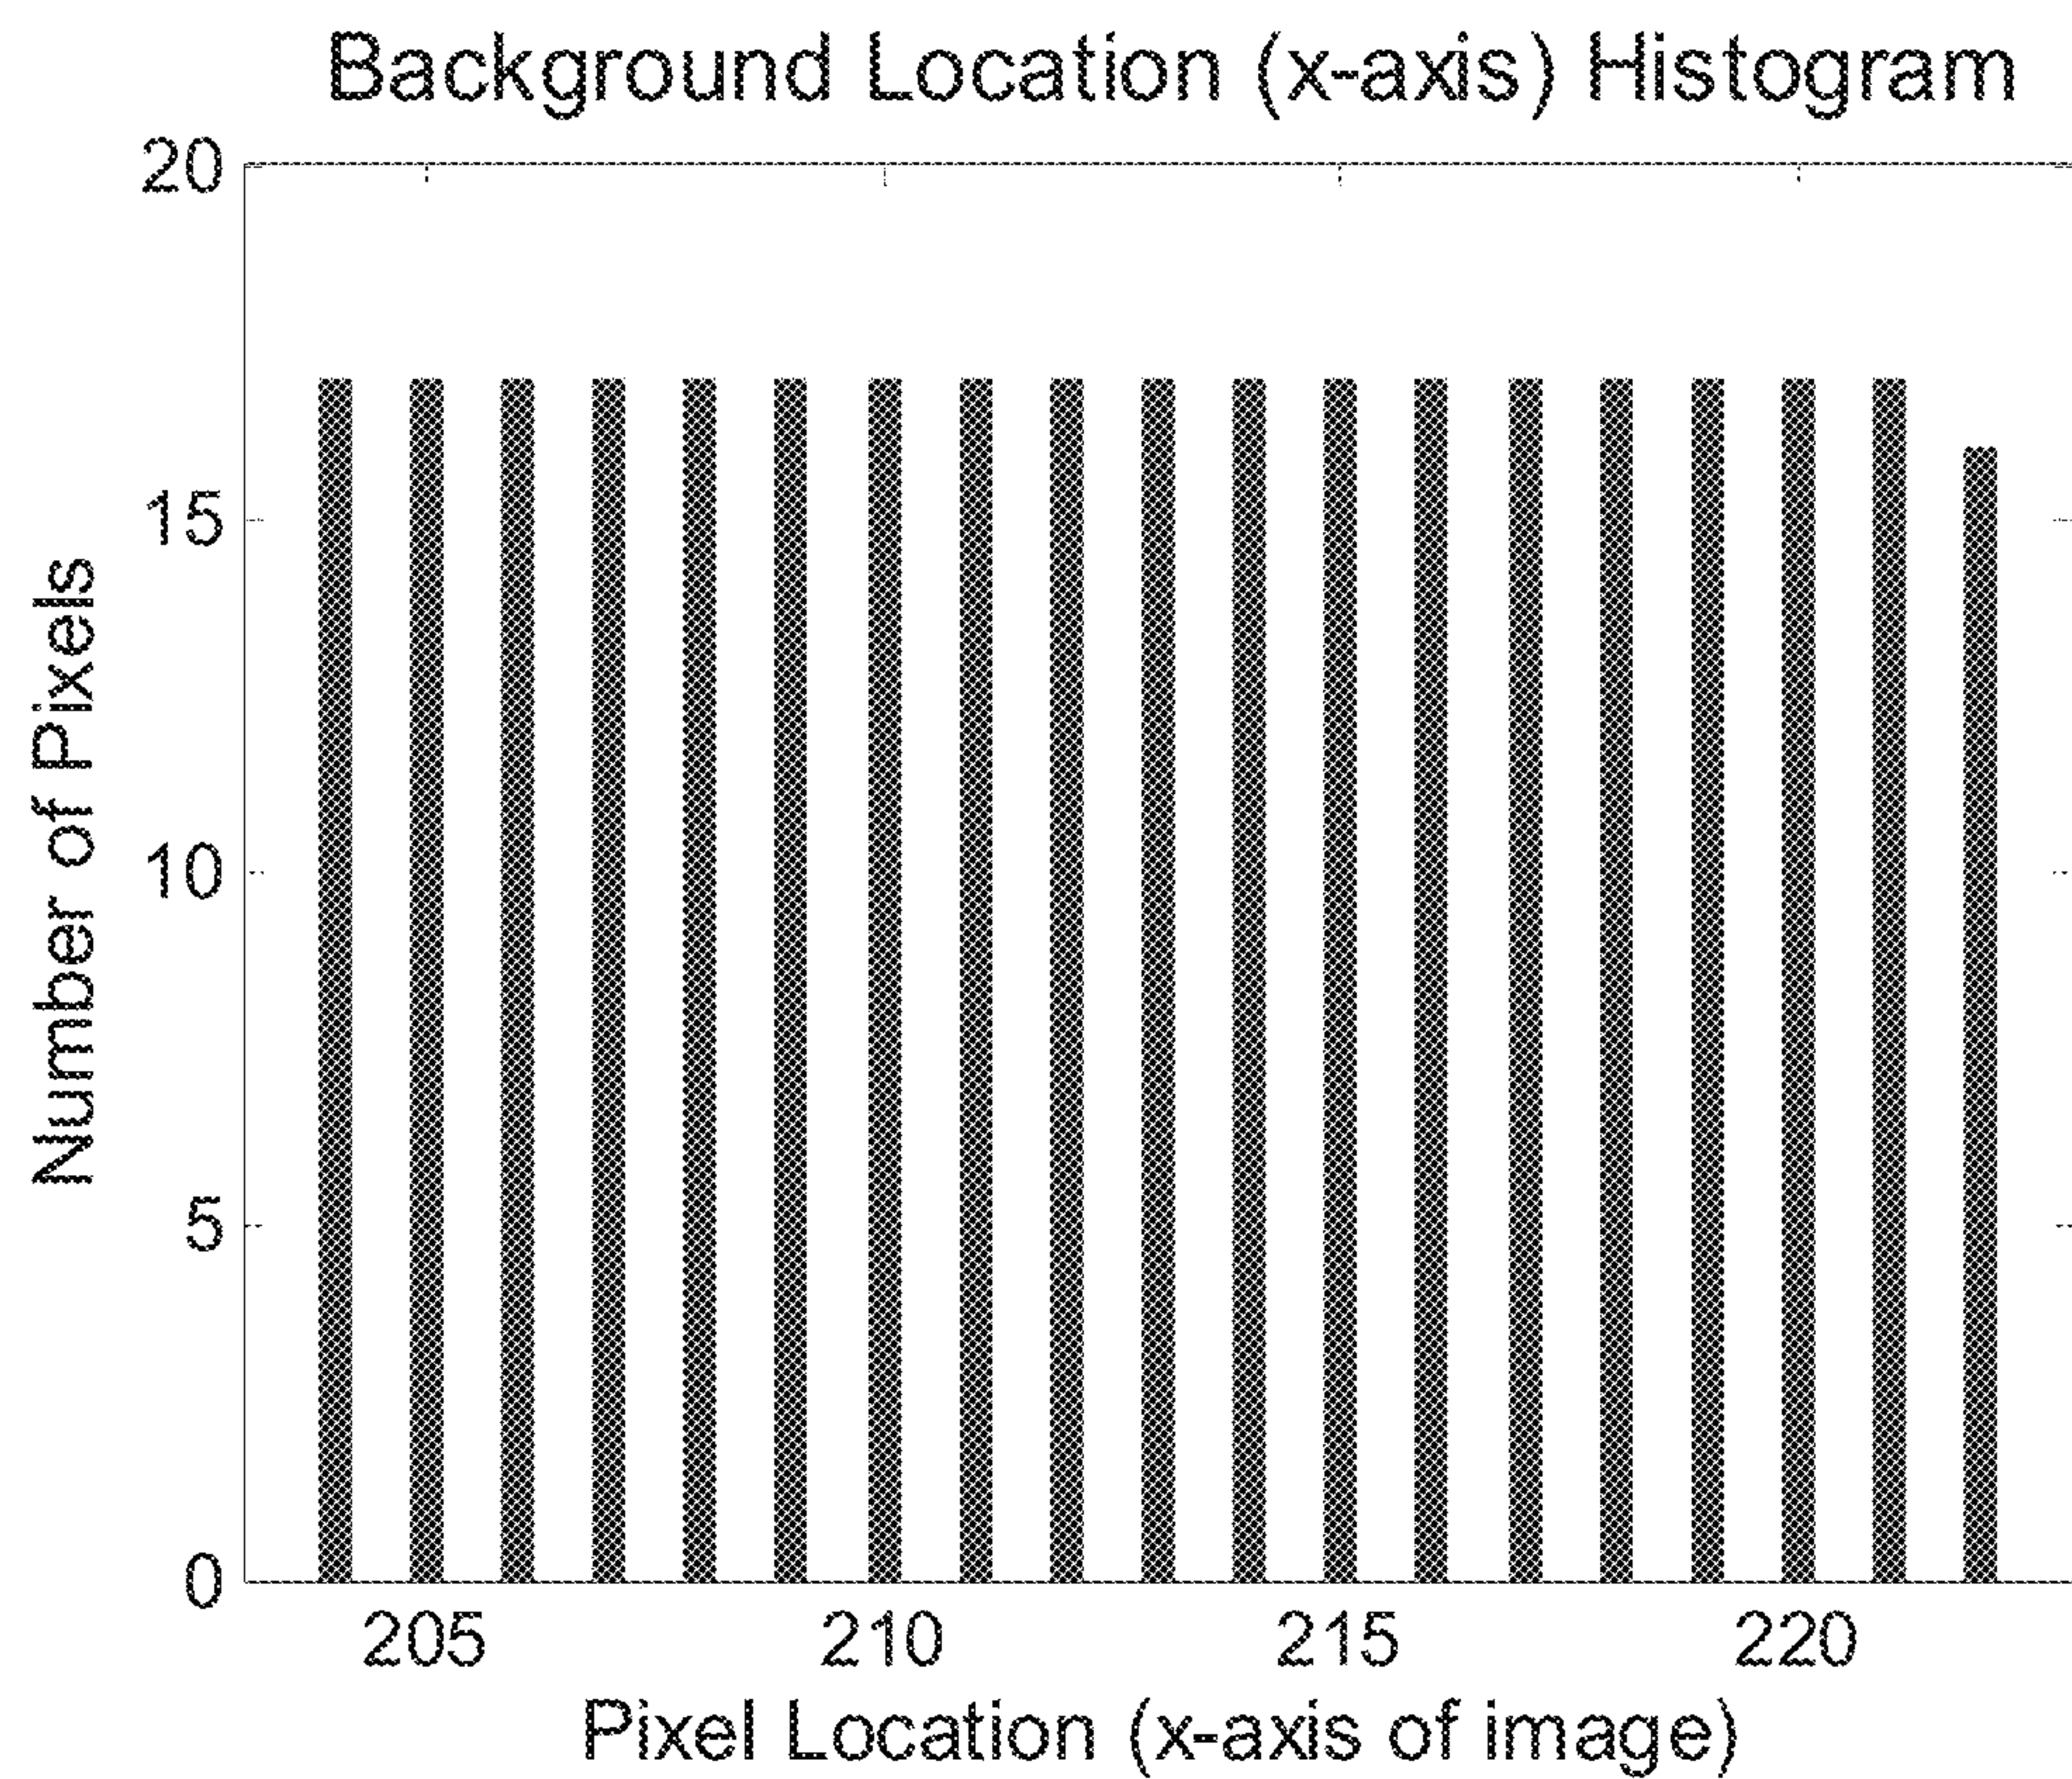 Background Location (x-axis) Histogram
20
15
10
5
0
Number of Pixels
205 210 215 220
Pixel Location (x-axis of image)